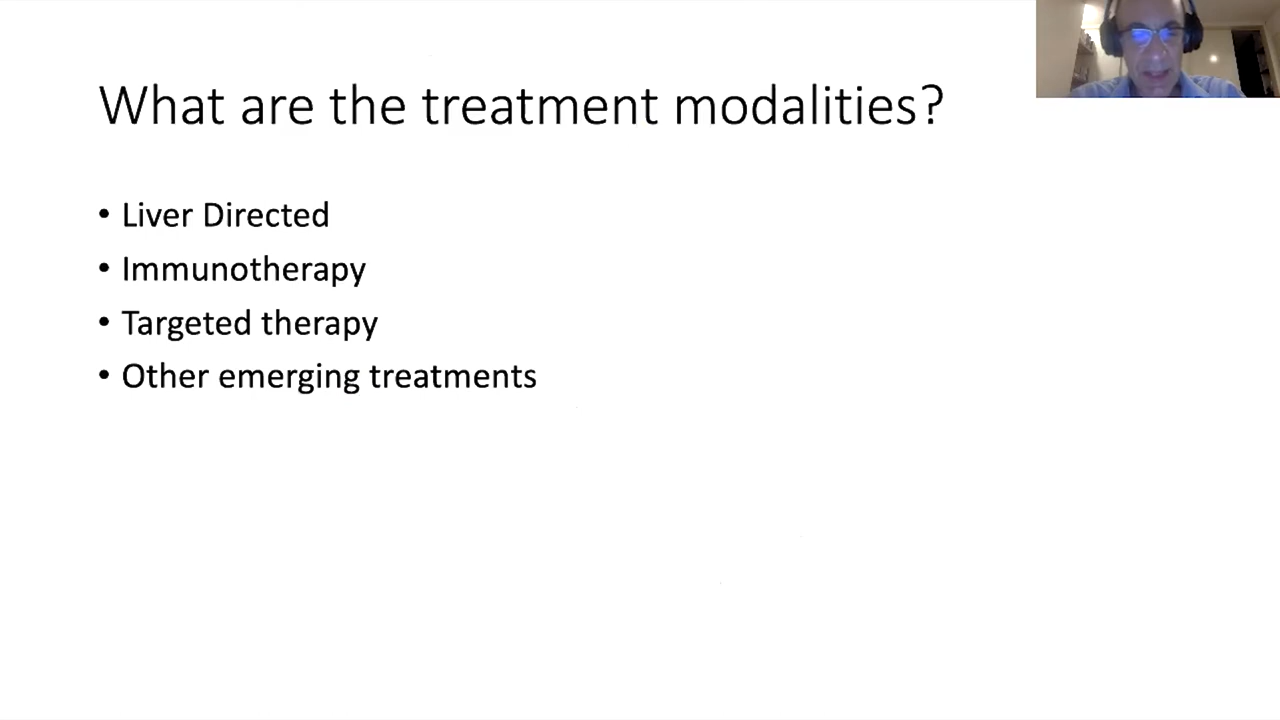 What are the treatment modalities?
• Liver Directed
• Immunotherapy
• Targeted therapy
• Other emerging treatments